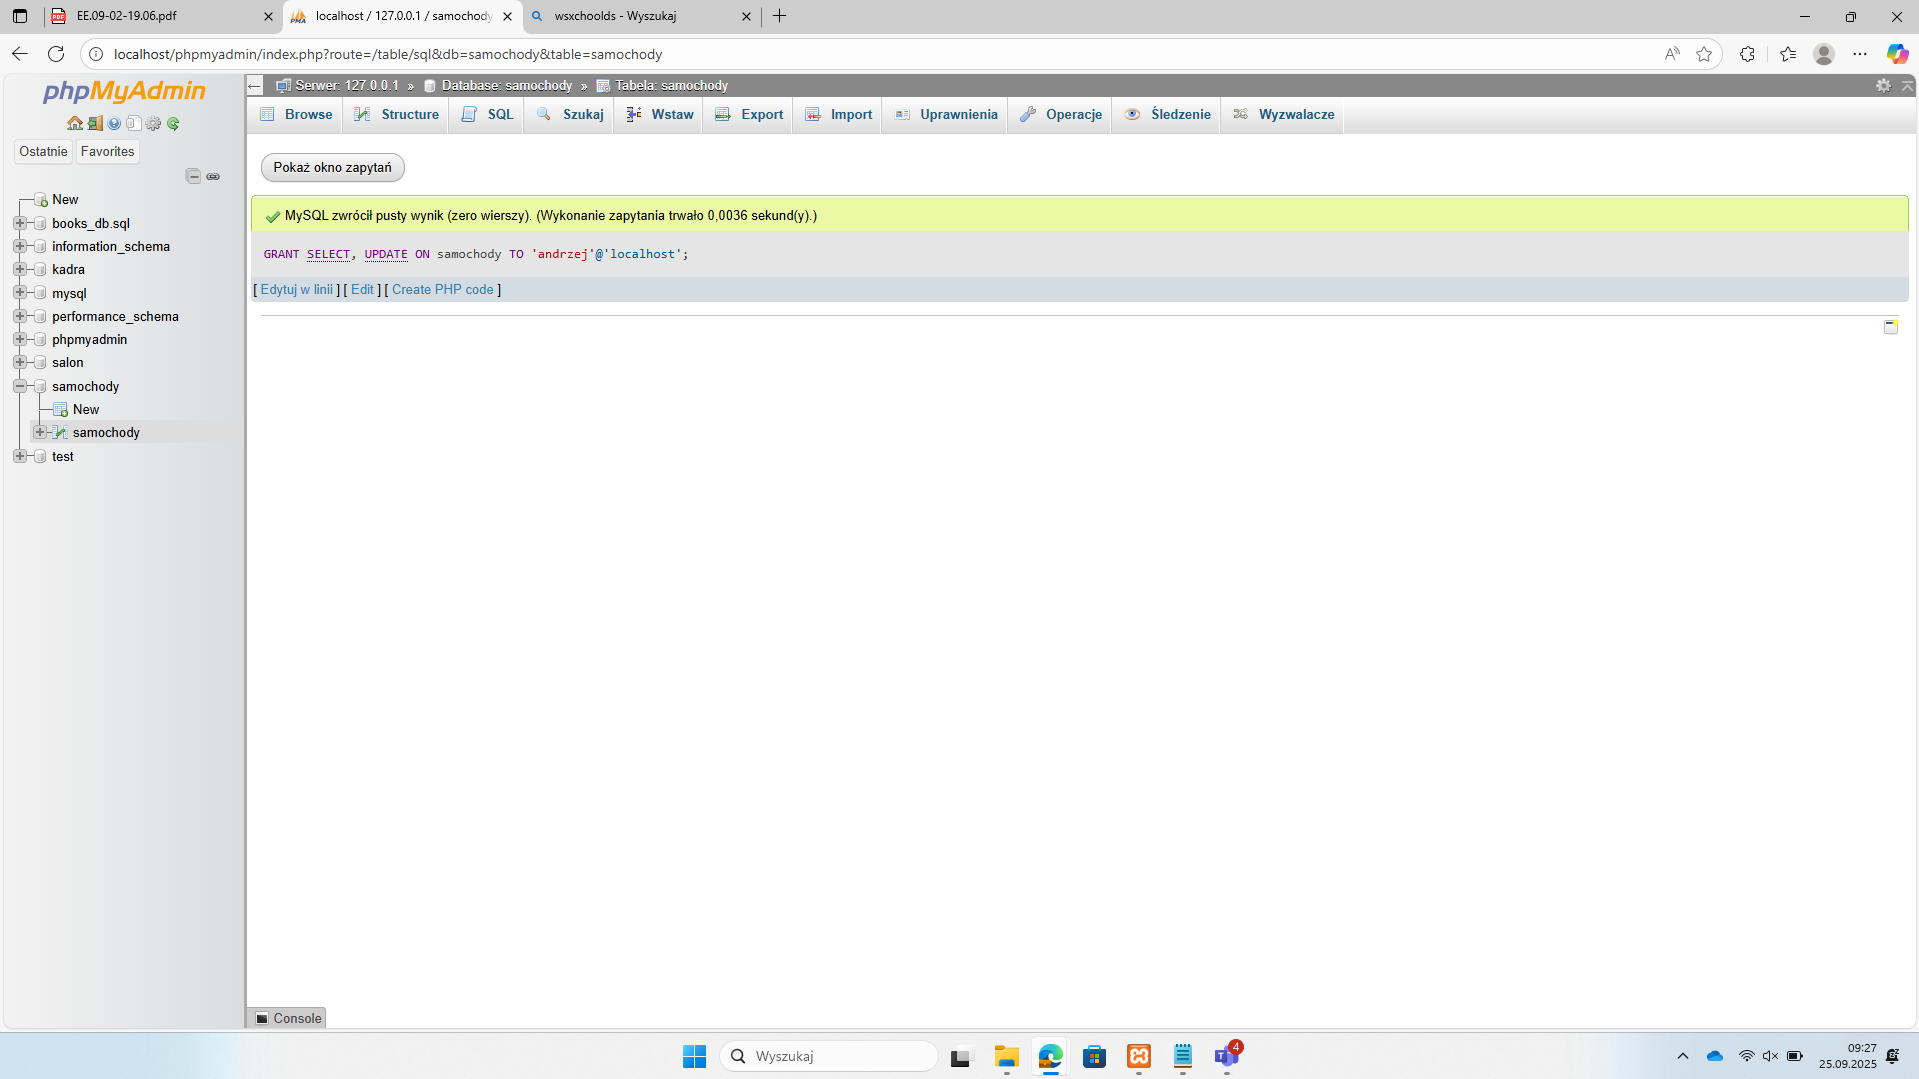 EE.09-02-19.06.pdf
localhost / 127.0.0.1 / samochody
wsxchoolds - Wyszukaj
localhost/phpmyadmin/index.php?route=/table/sql&db=samochody&table=samochody
phpMyAdmin
Ostatnie Favorites
New
books_db.sql
information_schema
kadra
mysql
performance_schema
phpmyadmin
salon
samochody
New
samochody
test
Serwer: 127.0.0.1 » Database: samochody » Tabela: samochody
Browse Structure SQL Szukaj Wstaw Export Import Uprawnienia Operacje Śledzenie Wyzwalacze
Pokaż okno zapytań
MySQL zwrócił pusty wynik (zero wierszy). (Wykonanie zapytania trwało 0,0036 sekund(y).)
GRANT SELECT, UPDATE ON samochody TO 'andrzej'@'localhost';
[ Edytuj w linii ] [ Edit ] [ Create PHP code ]
Console
Wyszukaj
4
09:27
25.09.2025